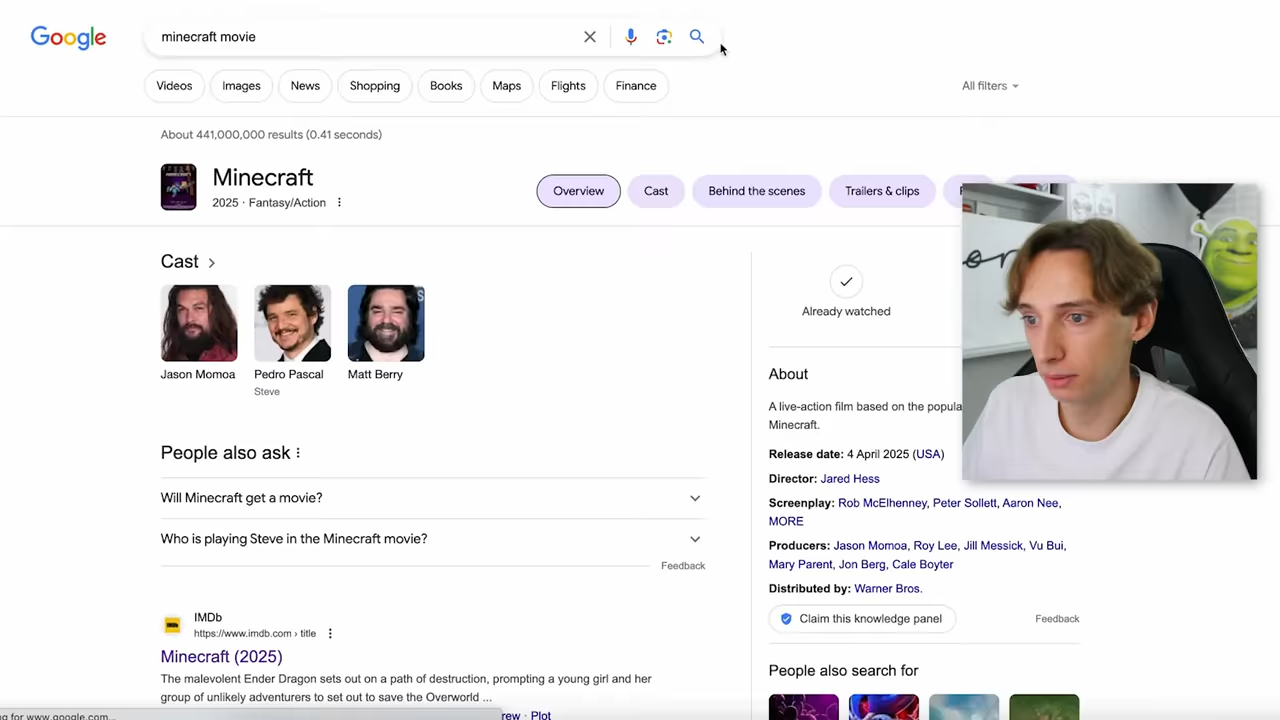 Google
minecraft movie
Videos
Images
News
Shopping
Books
Maps
Flights
Finance
All filters
About 441,000,000 results (0.41 seconds)
Minecraft
2025 · Fantasy/Action
Overview
Cast
Behind the scenes
Trailers & clips
Cast
Jason Momoa
Pedro Pascal
Steve
Matt Berry
People also ask
Will Minecraft get a movie?
Who is playing Steve in the Minecraft movie?
Feedback
IMDb
https://www.imdb.com › title
Minecraft (2025)
The malevolent Ender Dragon sets out on a path of destruction, prompting a young girl and her
group of unlikely adventurers to set out to save the Overworld ...
Plot
Already watched
About
A live-action film based on the popula
Minecraft.
Release date: 4 April 2025 (USA)
Director: Jared Hess
Screenplay: Rob McElhenney, Peter Sollett, Aaron Nee,
MORE
Producers: Jason Momoa, Roy Lee, Jill Messick, Vu Bui,
Mary Parent, Jon Berg, Cale Boyter
Distributed by: Warner Bros.
Claim this knowledge panel
Feedback
People also search for